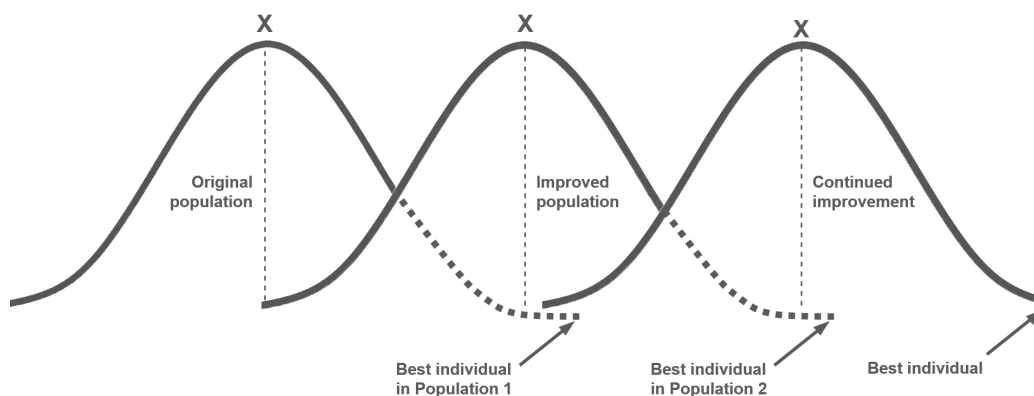 X
X
X
Original
population
Improved
population
Continued
improvement
Best individual
in Population 1
Best individual
in Population 2
Best individual